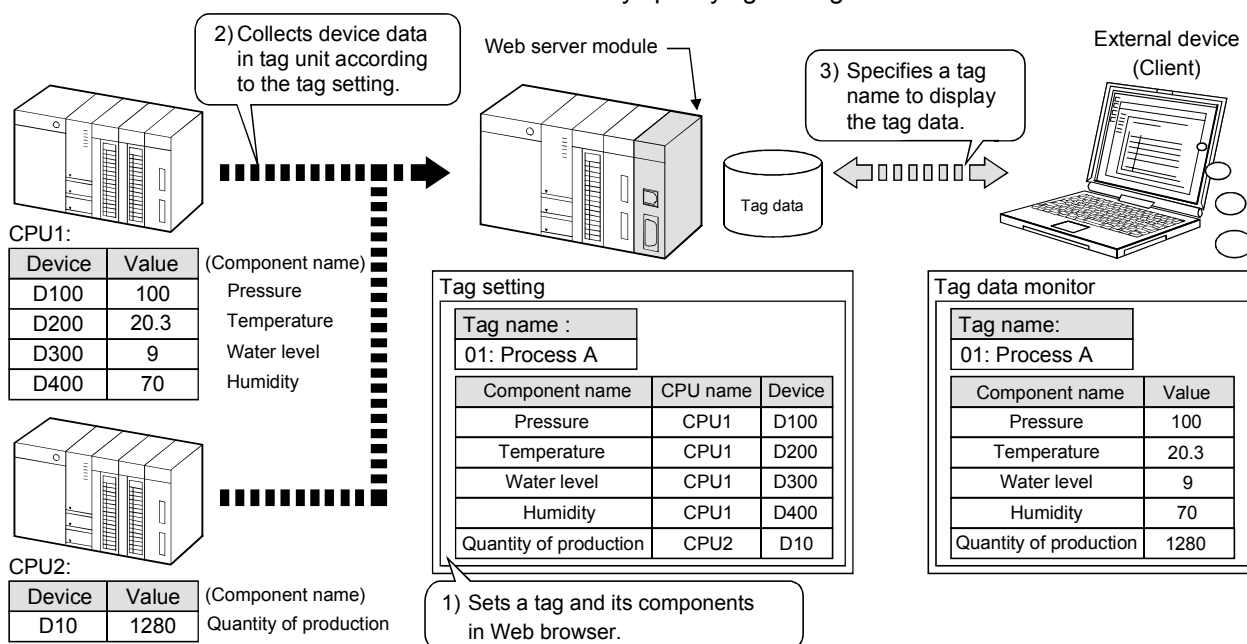 2) Collects device data
in tag unit according
to the tag setting.
Web server module
External device
(Client)
3) Specifies a tag
name to display
the tag data.
Tag data
CPU1:
Device Value (Component name)
D100 100 Pressure
D200 20.3 Temperature
D300 9 Water level
D400 70 Humidity
CPU2:
Device Value (Component name)
D10 1280 Quantity of production
Tag setting
Tag name :
01: Process A
Component name CPU name Device
Pressure CPU1 D100
Temperature CPU1 D200
Water level CPU1 D300
Humidity CPU1 D400
Quantity of production CPU2 D10
1) Sets a tag and its components
in Web browser.
Tag data monitor
Tag name:
01: Process A
Component name Value
Pressure 100
Temperature 20.3
Water level 9
Humidity 70
Quantity of production 1280